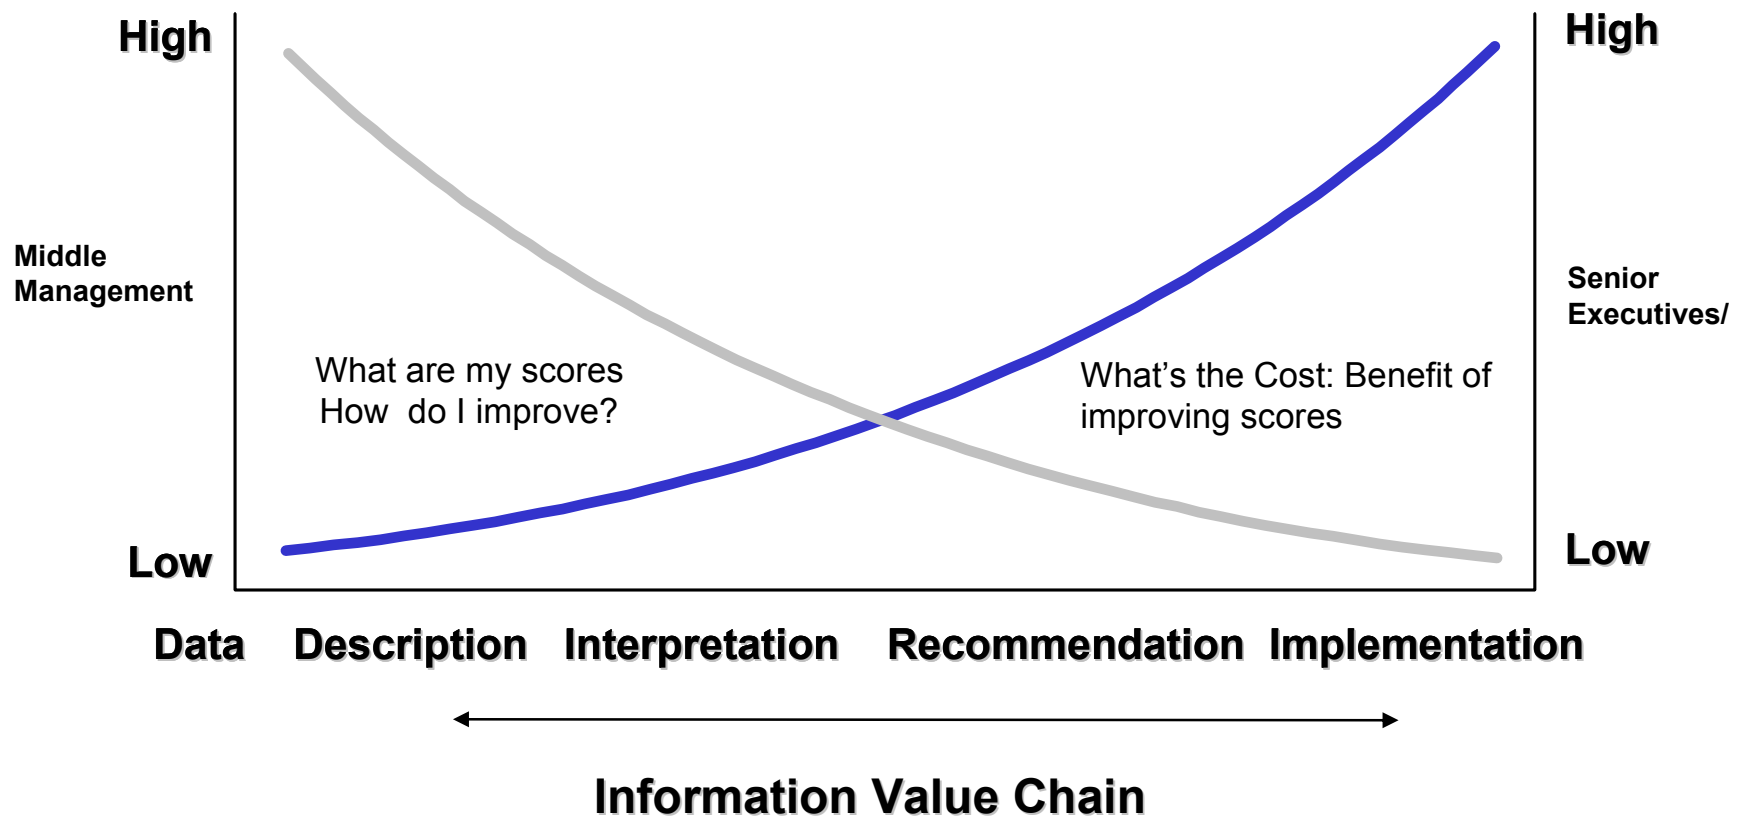 High
High
Middle
Management
Senior
Executives/
What are my scores
How do I improve?
What's the Cost: Benefit of
improving scores
Low
Low
Data Description Interpretation Recommendation Implementation
Information Value Chain